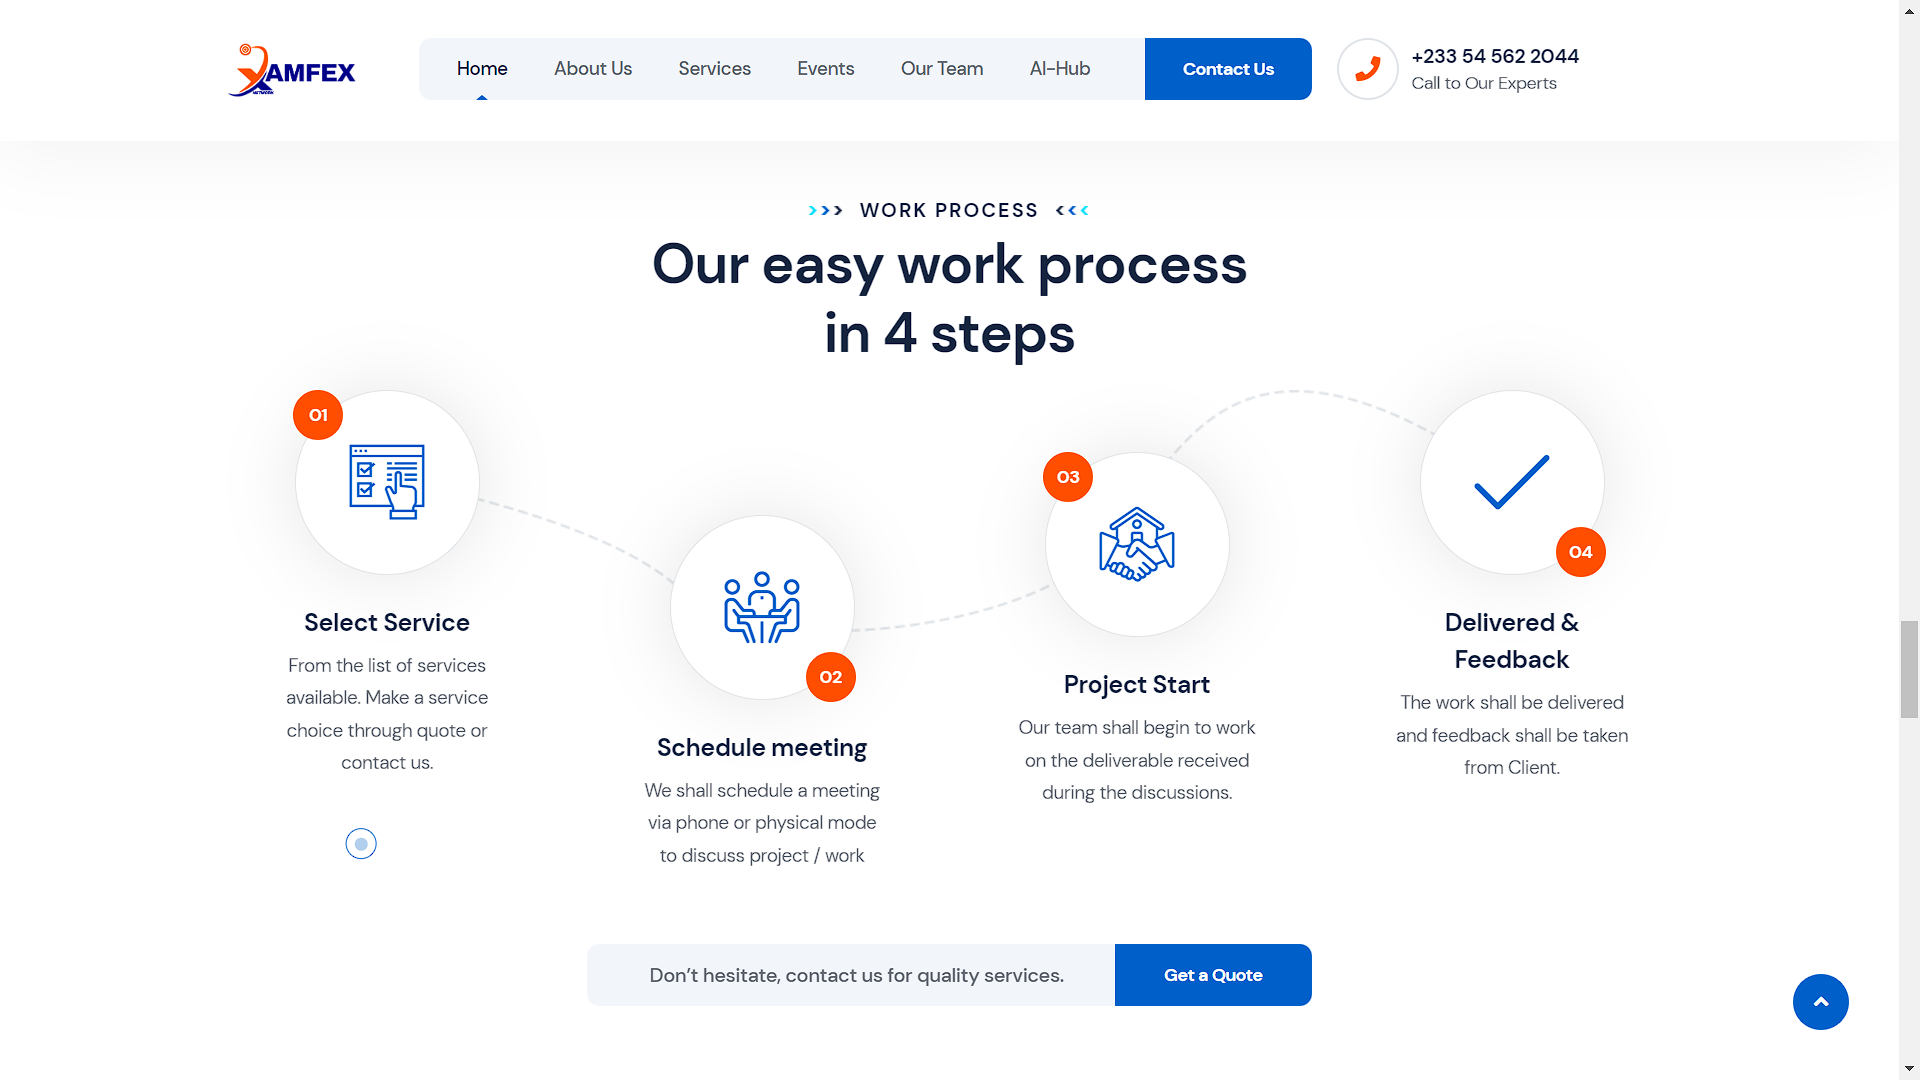 AMFEX
NETWORK
Home
About Us
Services
Events
Our Team
AI-Hub
Contact Us
+233 54 562 2044
Call to Our Experts
WORK PROCESS
Our easy work process
in 4 steps
01
Select Service
From the list of services
available. Make a service
choice through quote or
contact us.
02
Schedule meeting
We shall schedule a meeting
via phone or physical mode
to discuss project / work
03
Project Start
Our team shall begin to work
on the deliverable received
during the discussions.
04
Delivered &
Feedback
The work shall be delivered
and feedback shall be taken
from Client.
Don’t hesitate, contact us for quality services.
Get a Quote